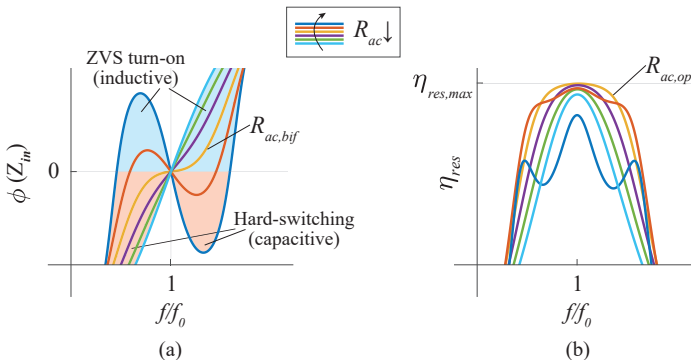 R_ac↓
ZVS turn-on
(inductive)
R_ac,bif
ϕ (Z_in)
0
Hard-switching
(capacitive)
1
f/f_0
(a)
η_res,max
R_ac,op
η_res
1
f/f_0
(b)